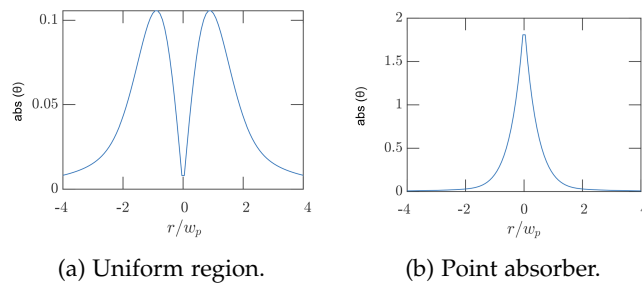 0.1
0.05
0
abs (θ)
-4 -2 0 2 4
r/w_p
(a) Uniform region.
2
1.5
1
0.5
0
abs (θ)
-4 -2 0 2 4
r/w_p
(b) Point absorber.